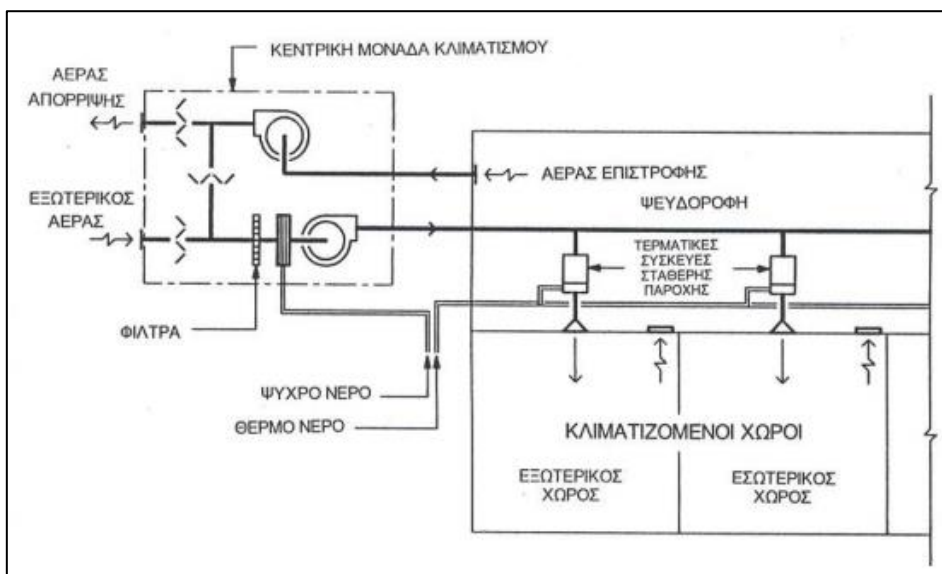 ΚΕΝΤΡΙΚΗ ΜΟΝΑΔΑ ΚΛΙΜΑΤΙΣΜΟΥ
ΑΕΡΑΣ
ΑΠΟΡΡΙΨΗΣ
ΑΕΡΑΣ ΕΠΙΣΤΡΟΦΗΣ
ΨΕΥΔΟΡΟΦΗ
ΕΞΩΤΕΡΙΚΟΣ
ΑΕΡΑΣ
ΤΕΡΜΑΤΙΚΕΣ
ΣΥΣΚΕΥΕΣ
ΣΤΑΘΕΡΗΣ
ΠΑΡΟΧΗΣ
ΦΙΛΤΡΑ
ΨΥΧΡΟ ΝΕΡΟ
ΘΕΡΜΟ ΝΕΡΟ
ΚΛΙΜΑΤΙΖΟΜΕΝΟΙ ΧΩΡΟΙ
ΕΞΩΤΕΡΙΚΟΣ
ΧΩΡΟΣ
ΕΣΩΤΕΡΙΚΟΣ
ΧΩΡΟΣ